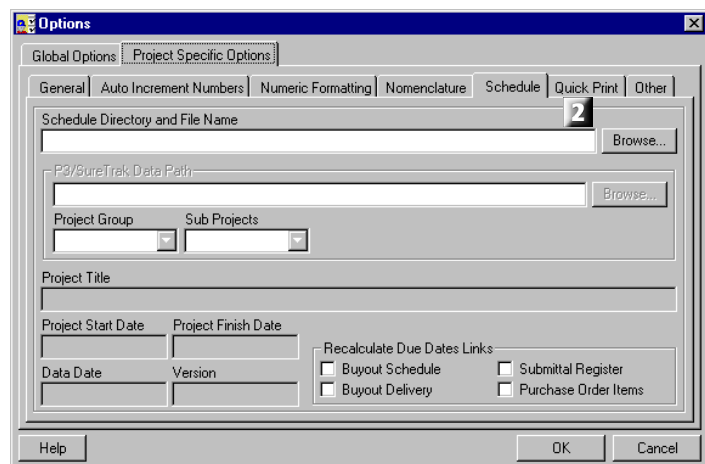 Options
Global Options Project Specific Options
General Auto Increment Numbers Numeric Formatting Nomenclature Schedule Quick Print Other
2
Schedule Directory and File Name
Browse...
P3/SureTrak Data Path
Browse...
Project Group Sub Projects
Project Title
Project Start Date Project Finish Date
Recalculate Due Dates Links
Data Date Version
Buyout Schedule Submittal Register
Buyout Delivery Purchase Order Items
Help OK Cancel